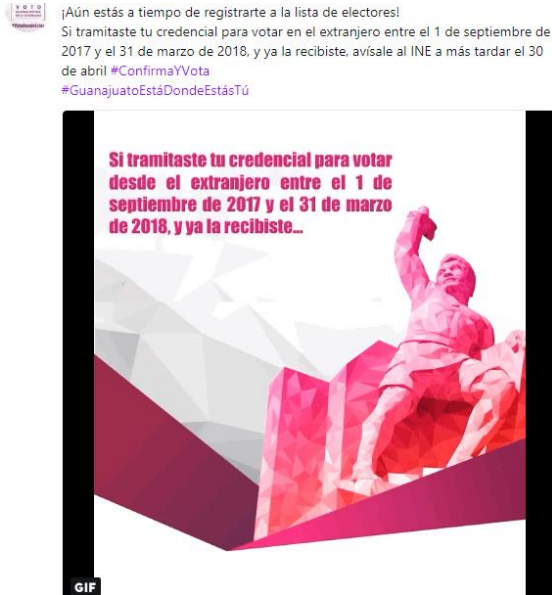 VOTO
¡Aún estás a tiempo de registrarte a la lista de electores!
Si tramitaste tu credencial para votar en el extranjero entre el 1 de septiembre de
2017 y el 31 de marzo de 2018, y ya la recibiste, avísale al INE a más tardar el 30
de abril #ConfirmaYVota
#GuanajuatoEstáDondeEstásTú
Si tramitaste tu credencial para votar
desde el extranjero entre el 1 de
septiembre de 2017 y el 31 de marzo
de 2018, y ya la recibiste...
GIF